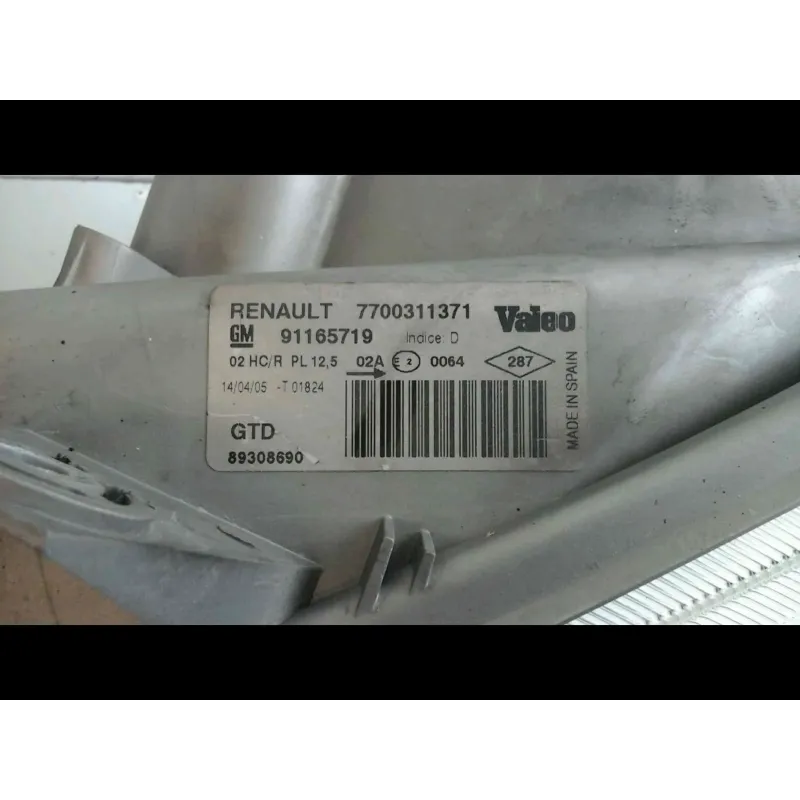 RENAULT 7700311371 Valeo
GM 91165719 Indice: D
02 HC/R PL 12,5 02A E 2 0064 287
14/04/05 -T 01824
GTD
89308690
MADE IN SPAIN